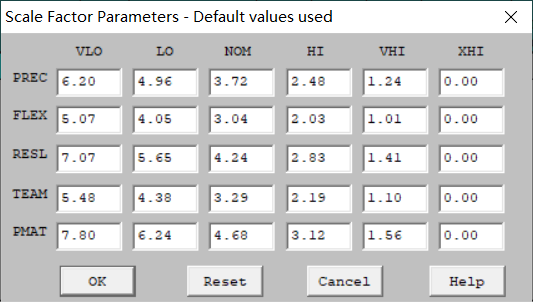 Scale Factor Parameters - Default values used
VLO LO NOM HI VHI XHI
PREC 6.20 4.96 3.72 2.48 1.24 0.00
FLEX 5.07 4.05 3.04 2.03 1.01 0.00
RESL 7.07 5.65 4.24 2.83 1.41 0.00
TEAM 5.48 4.38 3.29 2.19 1.10 0.00
PMAT 7.80 6.24 4.68 3.12 1.56 0.00
OK Reset Cancel Help